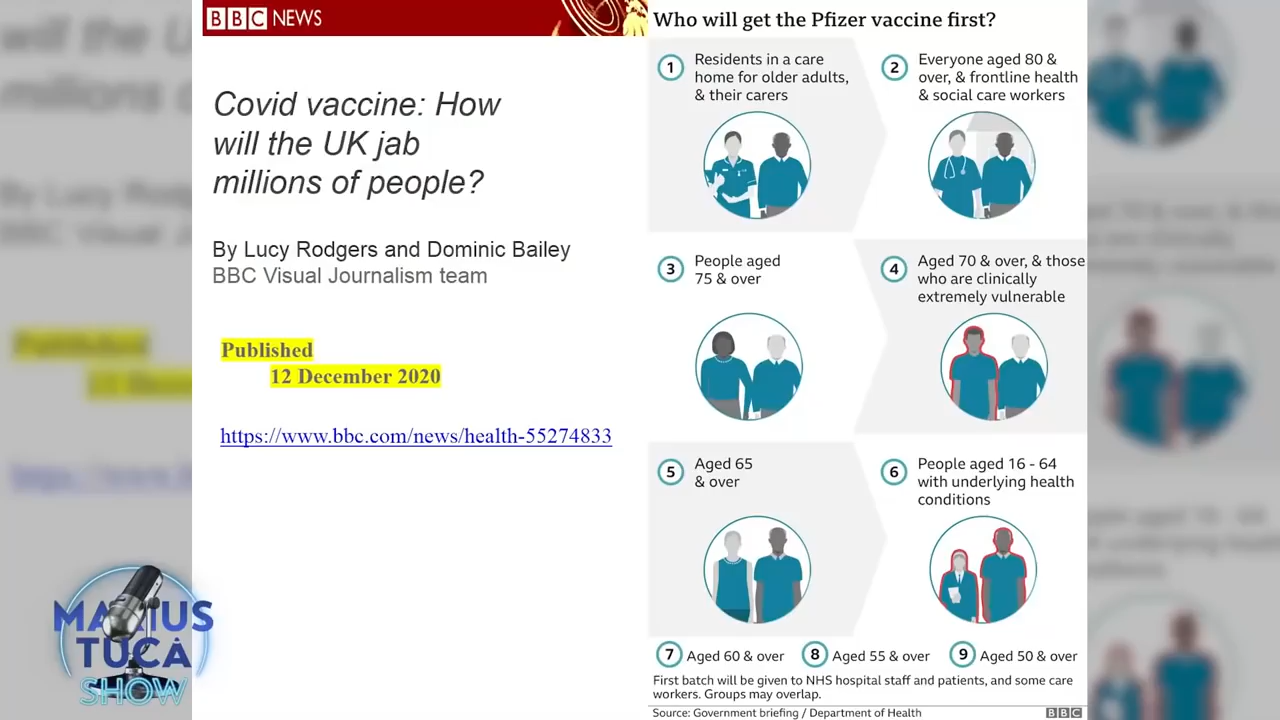 BBC NEWS
Covid vaccine: How
will the UK jab
millions of people?
By Lucy Rodgers and Dominic Bailey
BBC Visual Journalism team
Published
12 December 2020
https://www.bbc.com/news/health-55274833
MARIUS
TUCĂ
SHOW
Who will get the Pfizer vaccine first?
1
Residents in a care
home for older adults,
& their carers
2
Everyone aged 80 &
over, & frontline health
& social care workers
3
People aged
75 & over
4
Aged 70 & over, & those
who are clinically
extremely vulnerable
5
Aged 65
& over
6
People aged 16 - 64
with underlying health
conditions
7 Aged 60 & over 8 Aged 55 & over 9 Aged 50 & over
First batch will be given to NHS hospital staff and patients, and some care
workers. Groups may overlap.
Source: Government briefing / Department of Health BBC